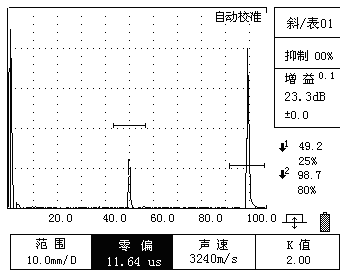 自动校准
斜/表01
抑制 00%
增益 0.1
23.3dB
±0.0
1 49.2
25%
2 98.7
80%
20.0 40.0 60.0 80.0 100.0
范围 零偏 声速 K值
10.0mm/D 11.64 us 3240m/s 2.00